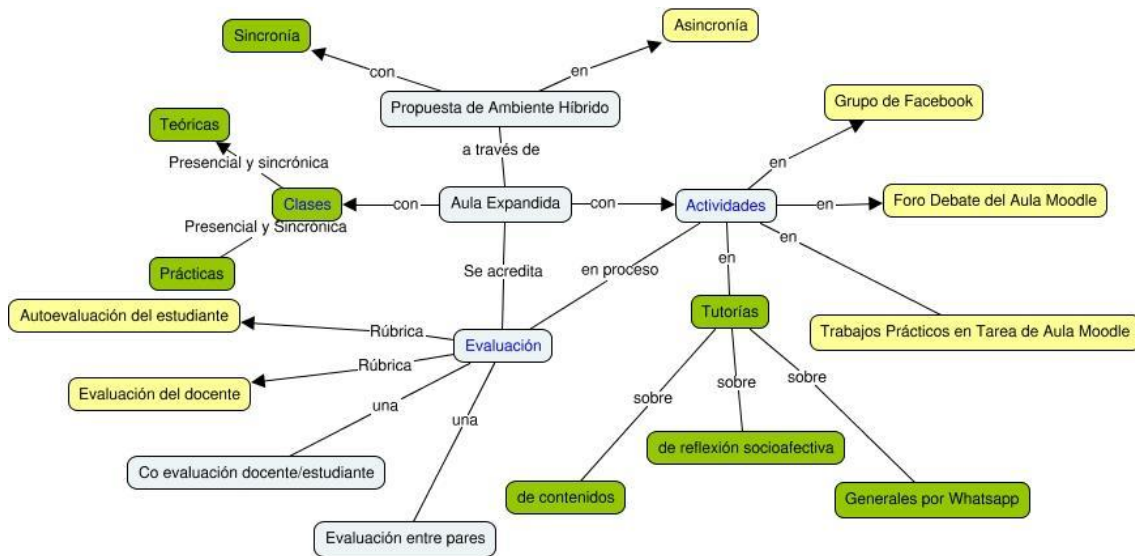 Sincronía
Asincronía
con
en
Propuesta de Ambiente Híbrido
Grupo de Facebook
Teóricas
a través de
Presencial y sincrónica
en
Clases
con
Aula Expandida
con
Actividades
en
Foro Debate del Aula Moodle
Presencial y Sincrónica
en
Prácticas
Se acredita
en proceso
en
Autoevaluación del estudiante
Rúbrica
Tutorías
Trabajos Prácticos en Tarea de Aula Moodle
Evaluación
Rúbrica
Evaluación del docente
sobre
sobre
sobre
una
una
de reflexión socioafectiva
Co evaluación docente/estudiante
de contenidos
Generales por Whatsapp
Evaluación entre pares